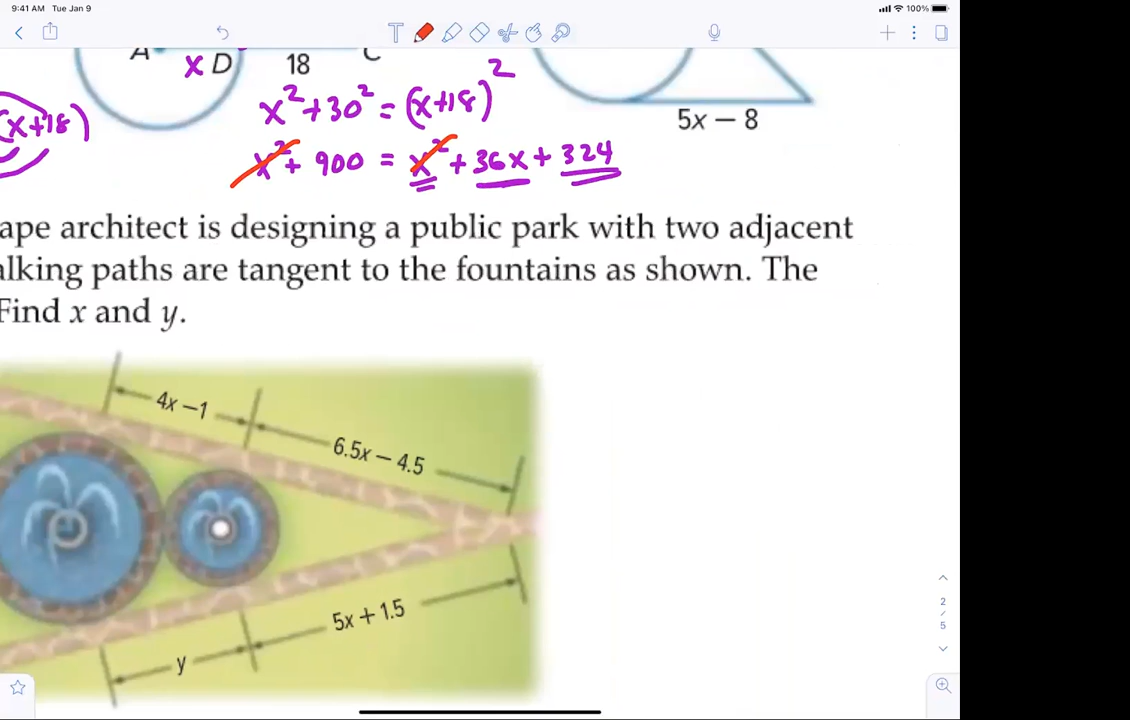 9:41 AM Tue Jan 9
100%
A
x D
18
C
5x − 8
(x+18)
x² + 30² = (x+18)²
x² + 900 = x² + 36x + 324
ape architect is designing a public park with two adjacent
alking paths are tangent to the fountains as shown. The
Find x and y.
4x −1
6.5x − 4.5
5x + 1.5
y
2
/
5